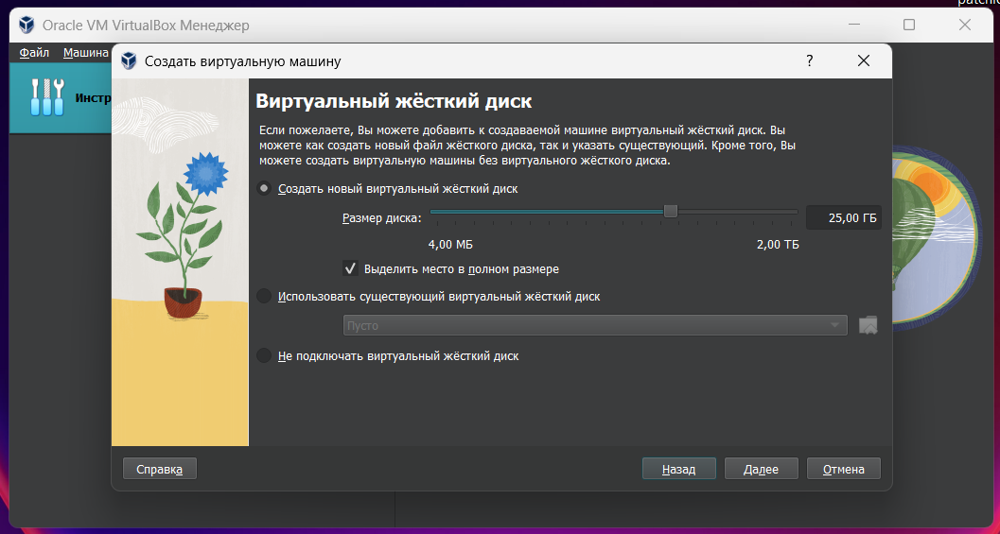 Oracle VM VirtualBox Менеджер
Файл Машина
Инстр
Создать виртуальную машину
?
Виртуальный жёсткий диск
Если пожелаете, Вы можете добавить к создаваемой машине виртуальный жёсткий диск. Вы
можете как создать новый файл жёсткого диска, так и указать существующий. Кроме того, Вы
можете создать виртуальную машины без виртуального жёсткого диска.
Создать новый виртуальный жёсткий диск
Размер диска: 25,00 ГБ
4,00 МБ 2,00 ТБ
Выделить место в полном размере
Использовать существующий виртуальный жёсткий диск
Пусто
Не подключать виртуальный жёсткий диск
Справка Назад Далее Отмена